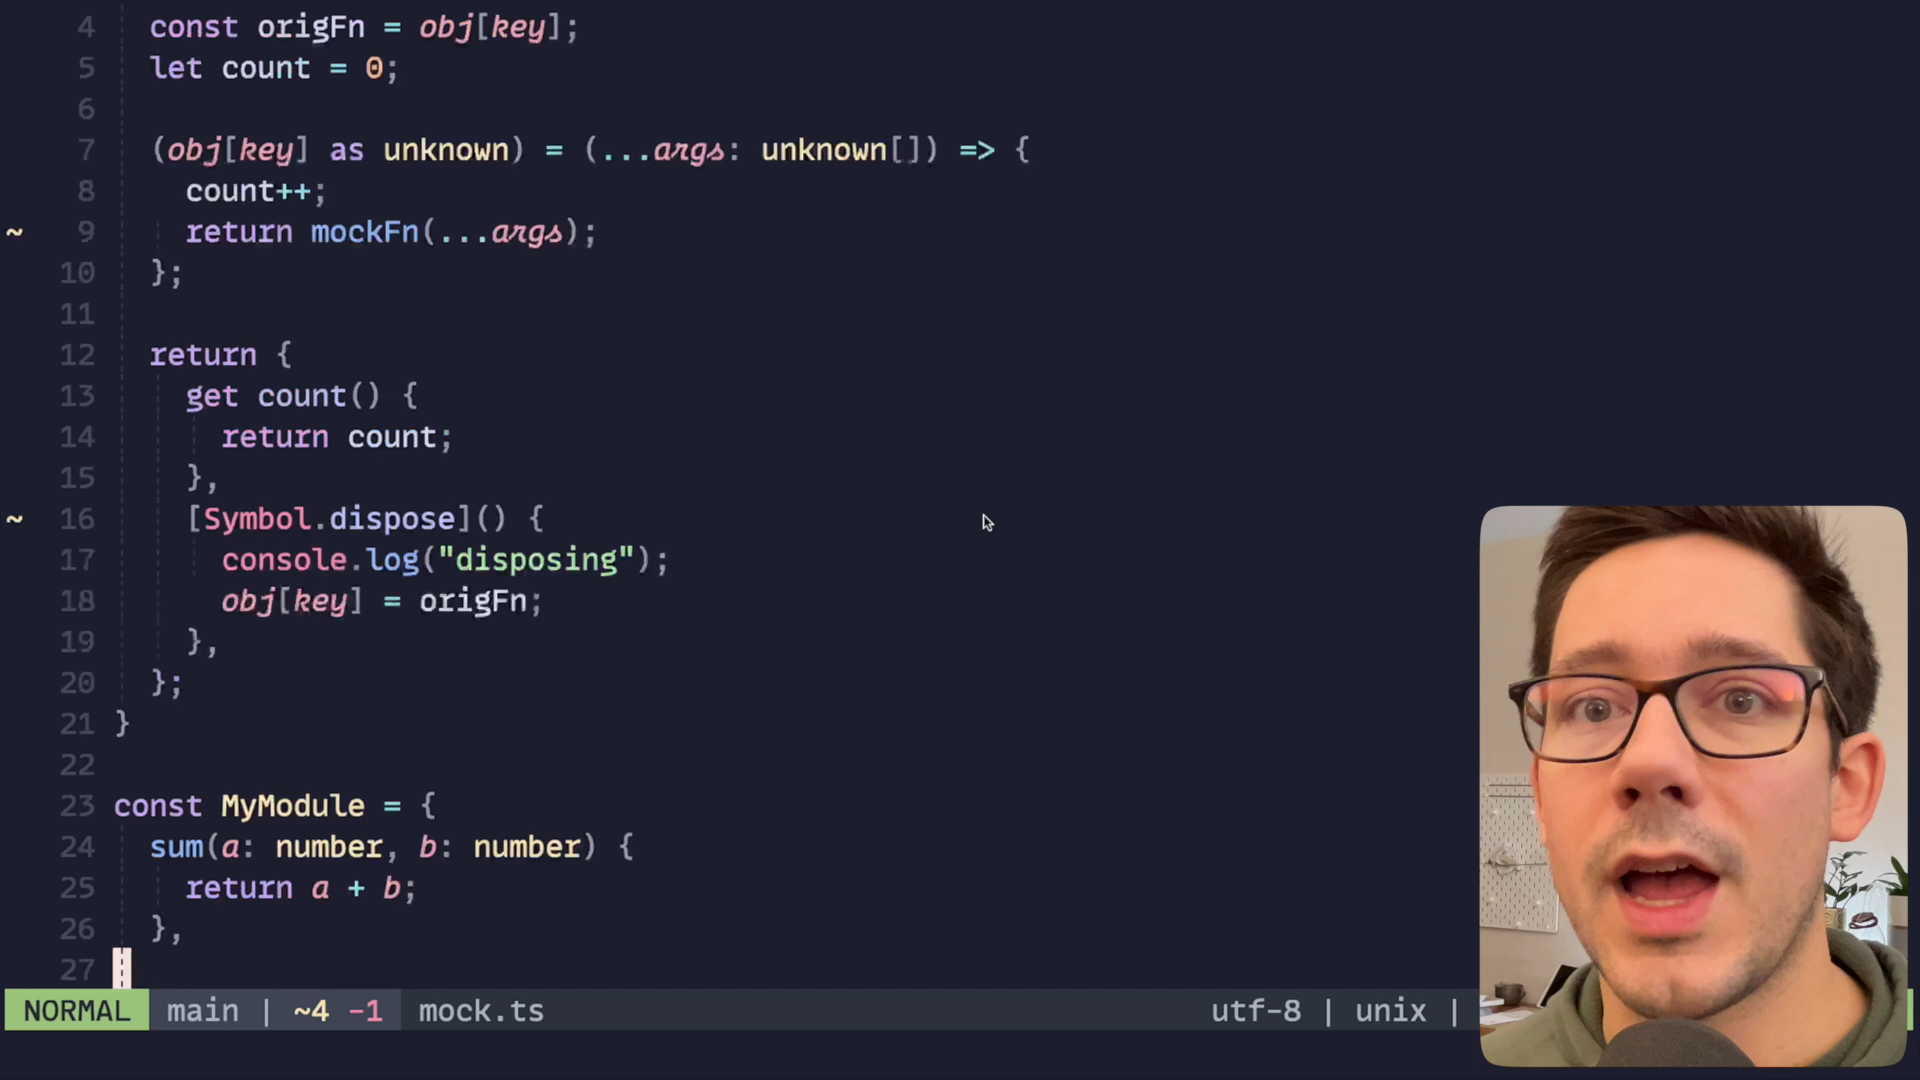 4 const origFn = obj[key];
5 let count = 0;
6
7 (obj[key] as unknown) = (...args: unknown[]) => {
8 count++;
~ 9 return mockFn(...args);
10 };
11
12 return {
13 get count() {
14 return count;
15 },
~ 16 [Symbol.dispose]() {
17 console.log("disposing");
18 obj[key] = origFn;
19 },
20 };
21 }
22
23 const MyModule = {
24 sum(a: number, b: number) {
25 return a + b;
26 },
27
NORMAL main | ~4 -1 mock.ts utf-8 | unix |